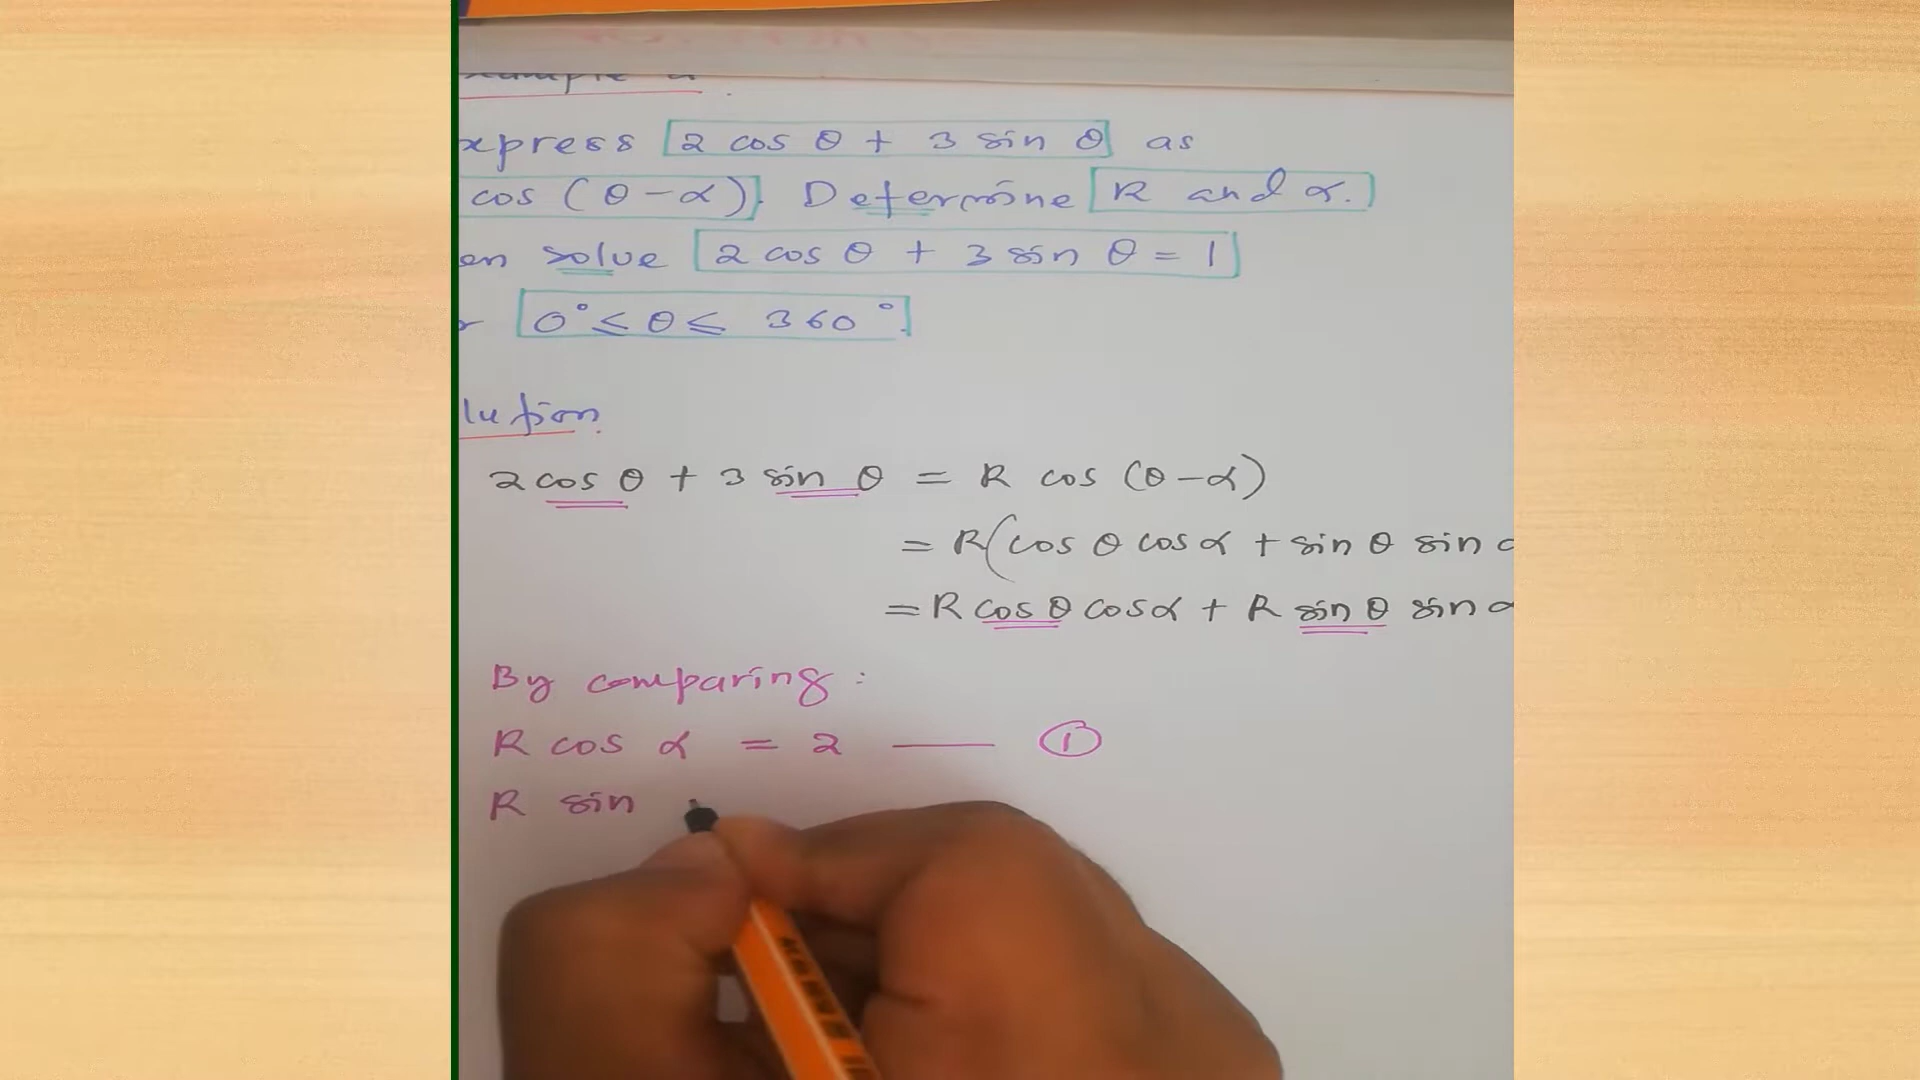 xpress 2 cos θ + 3 sin θ as
cos (θ - α). Determine R and α.
en solve 2 cos θ + 3 sin θ = 1
r 0° ≤ θ ≤ 360°.
lution.
2 cos θ + 3 sin θ = R cos (θ - α)
= R(cos θ cos α + sin θ sin α
= R cos θ cos α + R sin θ sin α
By comparing:
R cos α = 2 —— ①
R sin